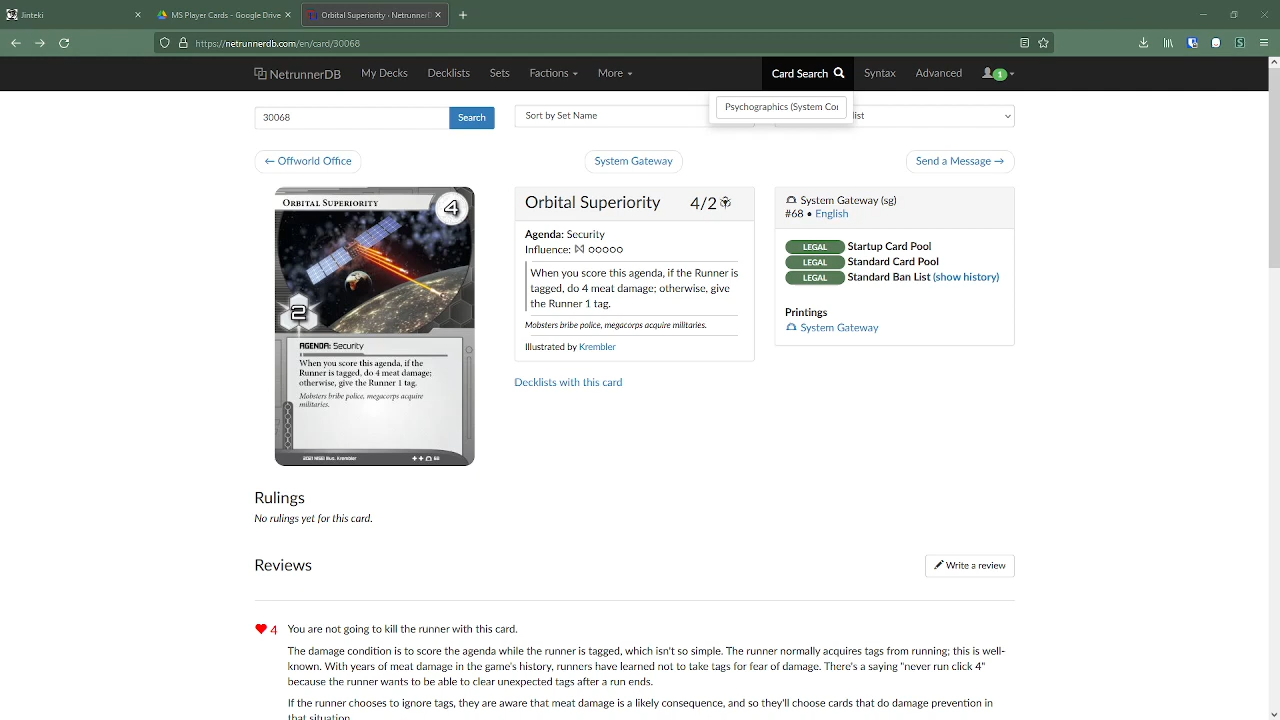 Jinteki
MS Player Cards - Google Drive
Orbital Superiority · NetrunnerD
https://netrunnerdb.com/en/card/30068
NetrunnerDB
My Decks
Decklists
Sets
Factions
More
Card Search
Syntax
Advanced
1
Psychographics (System Co
30068
Search
Sort by Set Name
list
← Offworld Office
System Gateway
Send a Message →
ORBITAL SUPERIORITY
4
2
AGENDA: Security
When you score this agenda, if the
Runner is tagged, do 4 meat damage;
otherwise, give the Runner 1 tag.
Mobsters bribe police, megacorps acquire
militaries.
2021 NISEI Illus. Krembler
68
Orbital Superiority
4/2
Agenda: Security
Influence:
When you score this agenda, if the Runner is
tagged, do 4 meat damage; otherwise, give
the Runner 1 tag.
Mobsters bribe police, megacorps acquire militaries.
Illustrated by Krembler
Decklists with this card
System Gateway (sg)
#68 • English
LEGAL Startup Card Pool
LEGAL Standard Card Pool
LEGAL Standard Ban List (show history)
Printings
System Gateway
Rulings
No rulings yet for this card.
Reviews
Write a review
4
You are not going to kill the runner with this card.
The damage condition is to score the agenda while the runner is tagged, which isn't so simple. The runner normally acquires tags from running; this is well-
known. With years of meat damage in the game's history, runners have learned not to take tags for fear of damage. There's a saying "never run click 4"
because the runner wants to be able to clear unexpected tags after a run ends.
If the runner chooses to ignore tags, they are aware that meat damage is a likely consequence, and so they'll choose cards that do damage prevention in
that situation.